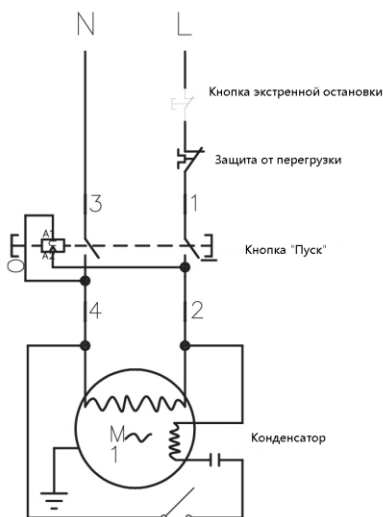 N L
Кнопка экстренной остановки
Защита от перегрузки
3 1
A1
Кнопка "Пуск"
A2
O
4 2
M
1
Конденсатор